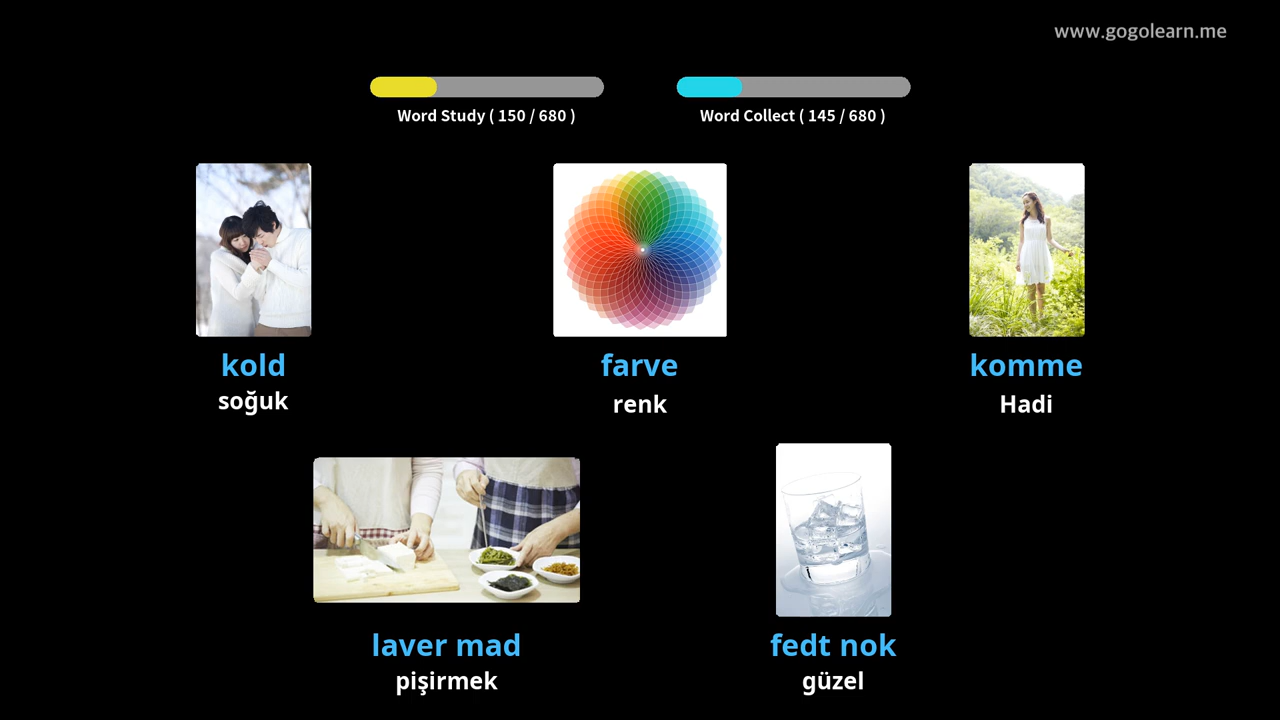 www.gogolearn.me
Word Study ( 150 / 680 )
Word Collect ( 145 / 680 )
kold
soğuk
farve
renk
komme
Hadi
laver mad
pişirmek
fedt nok
güzel